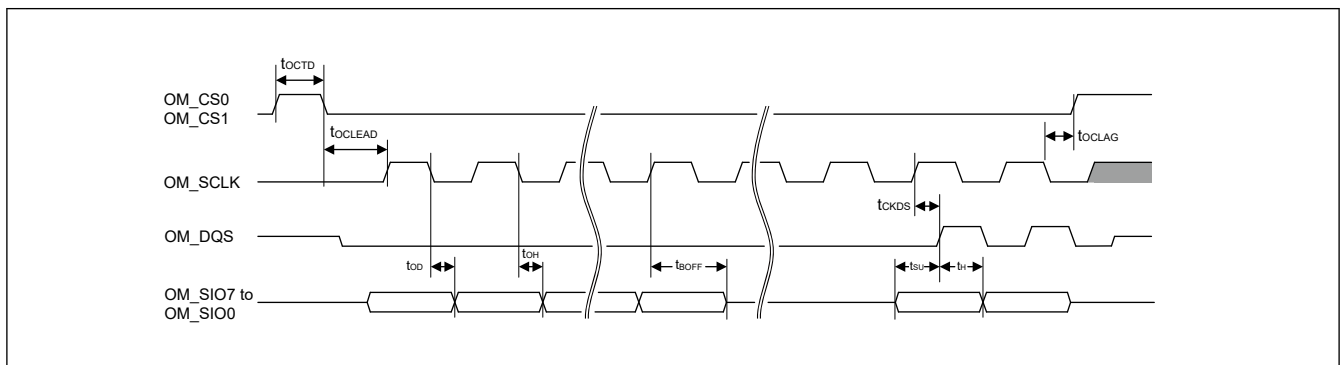 tOCTD
OM_CS0
OM_CS1
tOCLEAD
tOCLAG
OM_SCLK
tCKDS
OM_DQS
tOD
tOH
tBOFF
tSU
tH
OM_SIO7 to
OM_SIO0